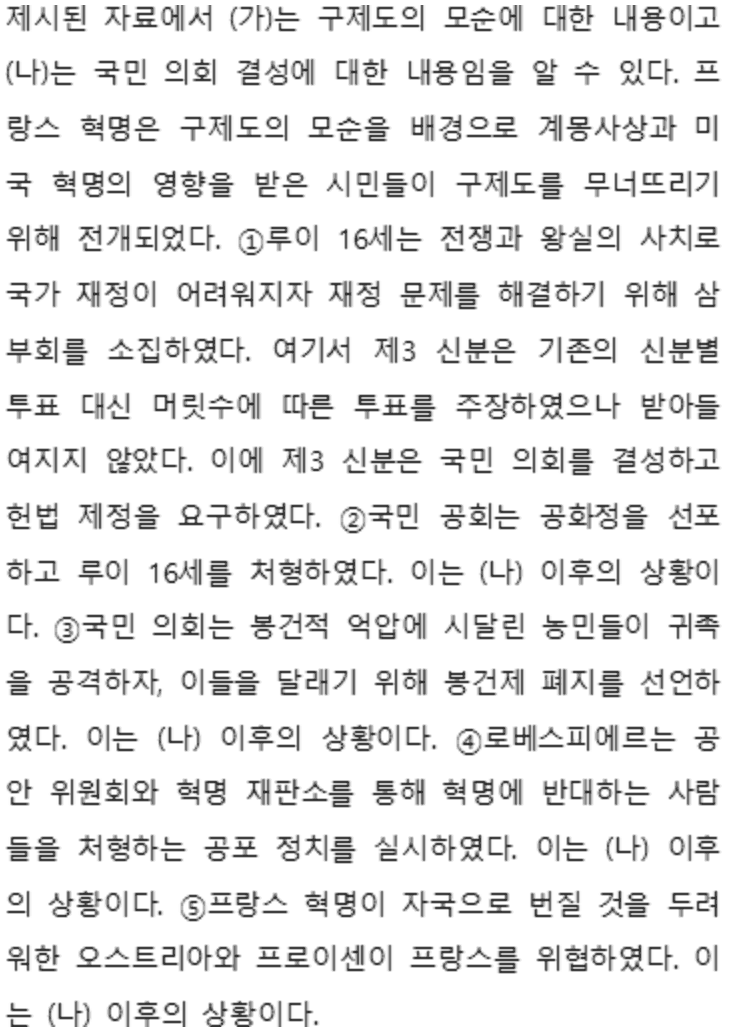 제시된 자료에서 (가)는 구제도의 모순에 대한 내용이고
(나)는 국민 의회 결성에 대한 내용임을 알 수 있다. 프
랑스 혁명은 구제도의 모순을 배경으로 계몽사상과 미
국 혁명의 영향을 받은 시민들이 구제도를 무너뜨리기
위해 전개되었다. ①루이 16세는 전쟁과 왕실의 사치로
국가 재정이 어려워지자 재정 문제를 해결하기 위해 삼
부회를 소집하였다. 여기서 제3 신분은 기존의 신분별
투표 대신 머릿수에 따른 투표를 주장하였으나 받아들
여지지 않았다. 이에 제3 신분은 국민 의회를 결성하고
헌법 제정을 요구하였다. ②국민 공회는 공화정을 선포
하고 루이 16세를 처형하였다. 이는 (나) 이후의 상황이
다. ③국민 의회는 봉건적 억압에 시달린 농민들이 귀족
을 공격하자, 이들을 달래기 위해 봉건제 폐지를 선언하
였다. 이는 (나) 이후의 상황이다. ④로베스피에르는 공
안 위원회와 혁명 재판소를 통해 혁명에 반대하는 사람
들을 처형하는 공포 정치를 실시하였다. 이는 (나) 이후
의 상황이다. ⑤프랑스 혁명이 자국으로 번질 것을 두려
워한 오스트리아와 프로이센이 프랑스를 위협하였다. 이
는 (나) 이후의 상황이다.